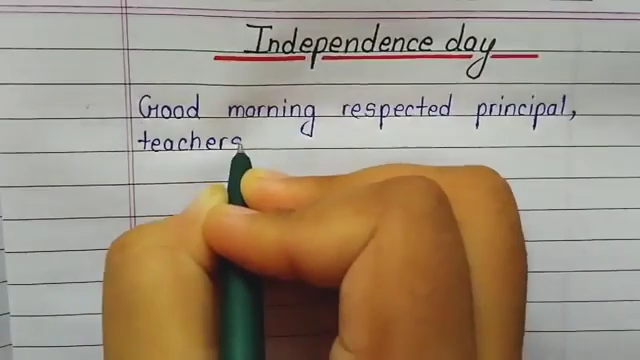 Independence day
Good morning respected principal,
teachers